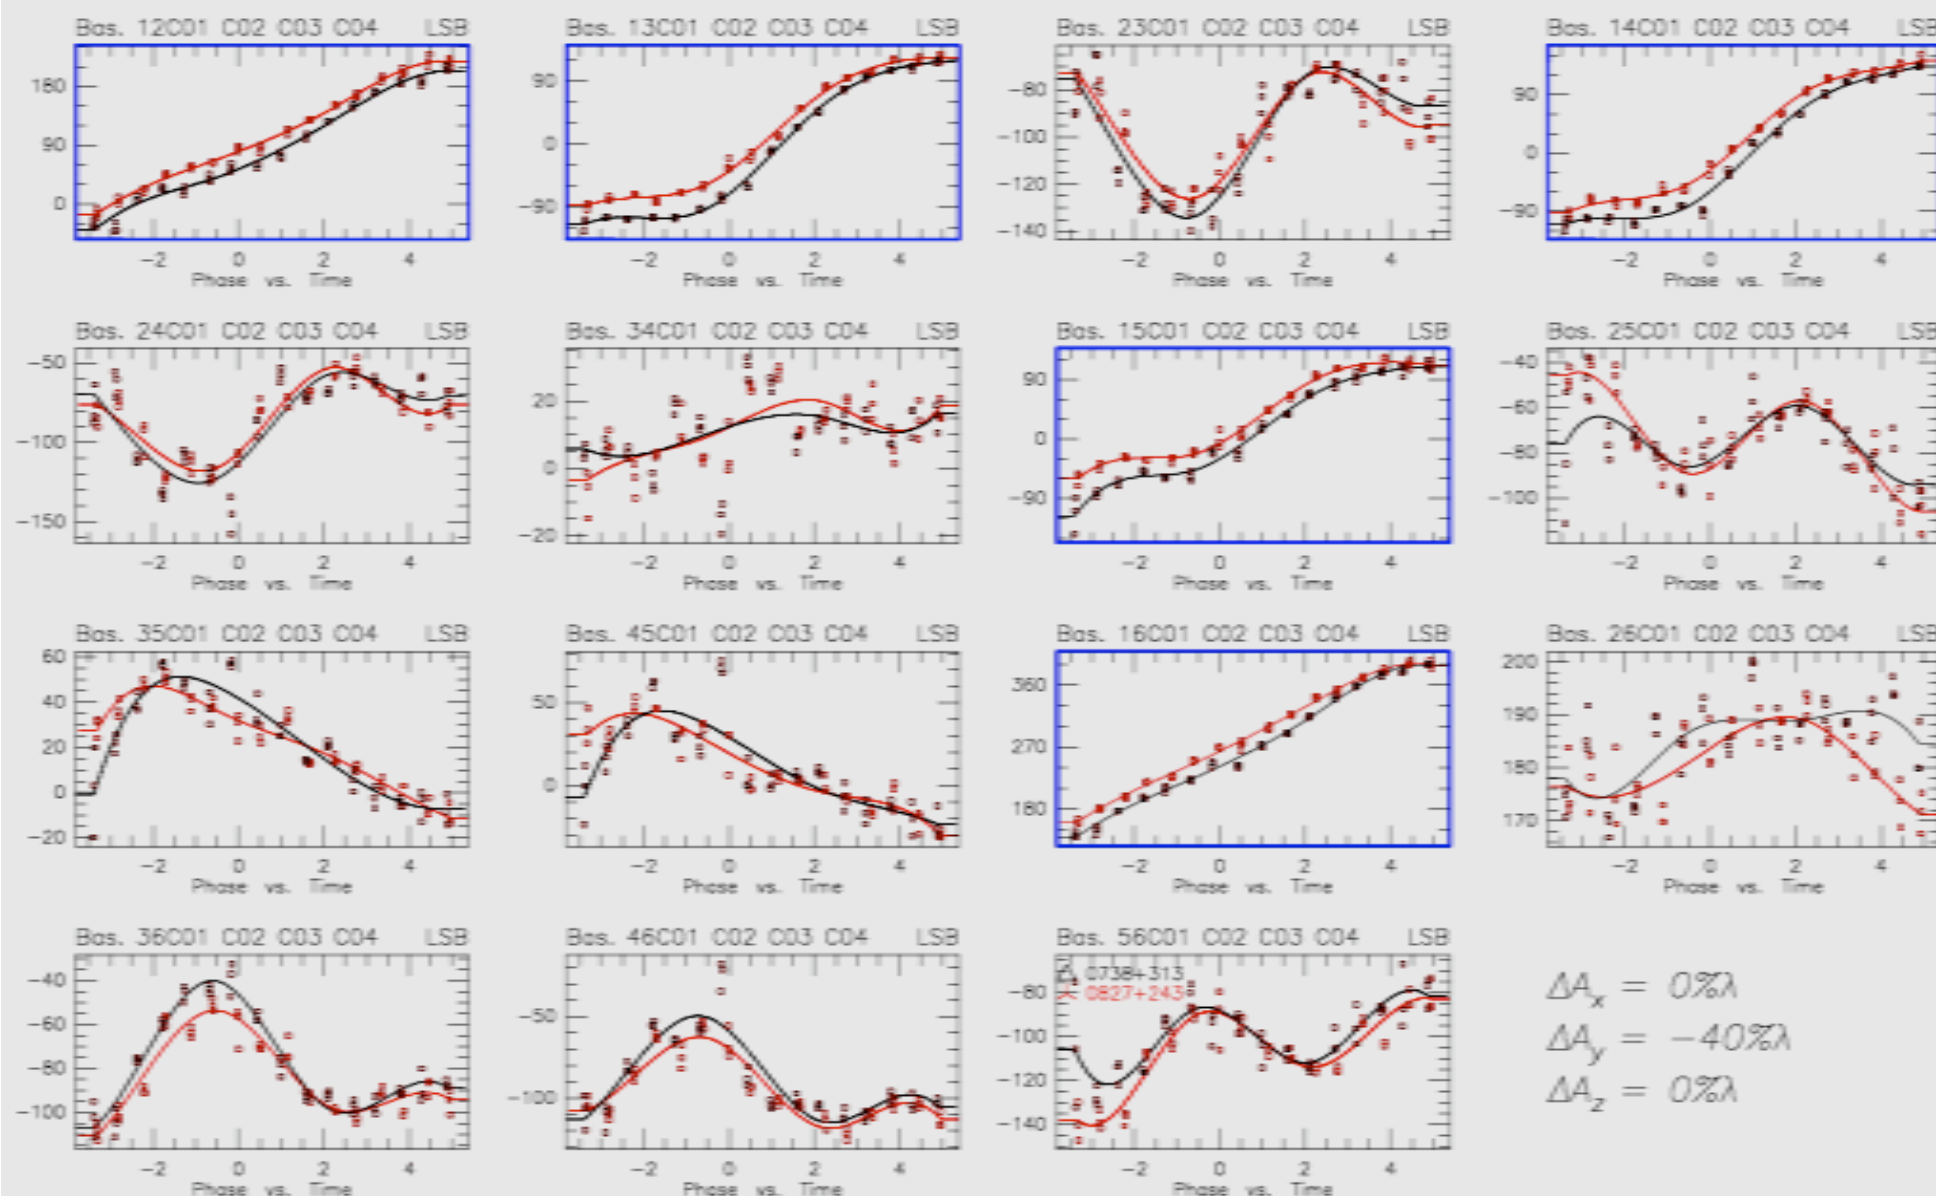 Bas. 12C01 C02 C03 C04 LSB
180
90
0
-2 0 2 4
Phase vs. Time
Bas. 13C01 C02 C03 C04 LSB
90
0
-90
-2 0 2 4
Phase vs. Time
Bas. 23C01 C02 C03 C04 LSB
-80
-100
-120
-140
-2 0 2 4
Phase vs. Time
Bas. 14C01 C02 C03 C04 LSB
90
0
-90
-2 0 2 4
Phase vs. Time
Bas. 24C01 C02 C03 C04 LSB
-50
-100
-150
-2 0 2 4
Phase vs. Time
Bas. 34C01 C02 C03 C04 LSB
20
0
-20
-2 0 2 4
Phase vs. Time
Bas. 15C01 C02 C03 C04 LSB
90
0
-90
-2 0 2 4
Phase vs. Time
Bas. 25C01 C02 C03 C04 LSB
-40
-60
-80
-100
-2 0 2 4
Phase vs. Time
Bas. 35C01 C02 C03 C04 LSB
60
40
20
0
-20
-2 0 2 4
Phase vs. Time
Bas. 45C01 C02 C03 C04 LSB
50
0
-2 0 2 4
Phase vs. Time
Bas. 16C01 C02 C03 C04 LSB
360
270
180
-2 0 2 4
Phase vs. Time
Bas. 26C01 C02 C03 C04 LSB
200
190
180
170
-2 0 2 4
Phase vs. Time
Bas. 36C01 C02 C03 C04 LSB
-40
-60
-80
-100
-2 0 2 4
Phase vs. Time
Bas. 46C01 C02 C03 C04 LSB
-50
-100
-2 0 2 4
Phase vs. Time
Bas. 56C01 C02 C03 C04 LSB
0738+313
0827+243
-80
-100
-120
-140
-2 0 2 4
Phase vs. Time
ΔAx = 0%λ
ΔAy = -40%λ
ΔAz = 0%λ